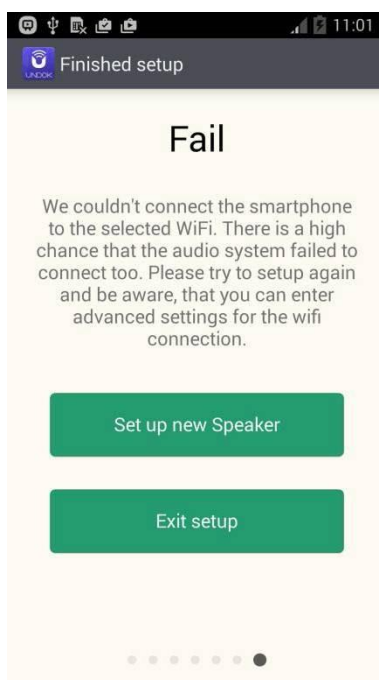 11:01
UNDOK
Finished setup
Fail
We couldn't connect the smartphone
to the selected WiFi. There is a high
chance that the audio system failed to
connect too. Please try to setup again
and be aware, that you can enter
advanced settings for the wifi
connection.
Set up new Speaker
Exit setup